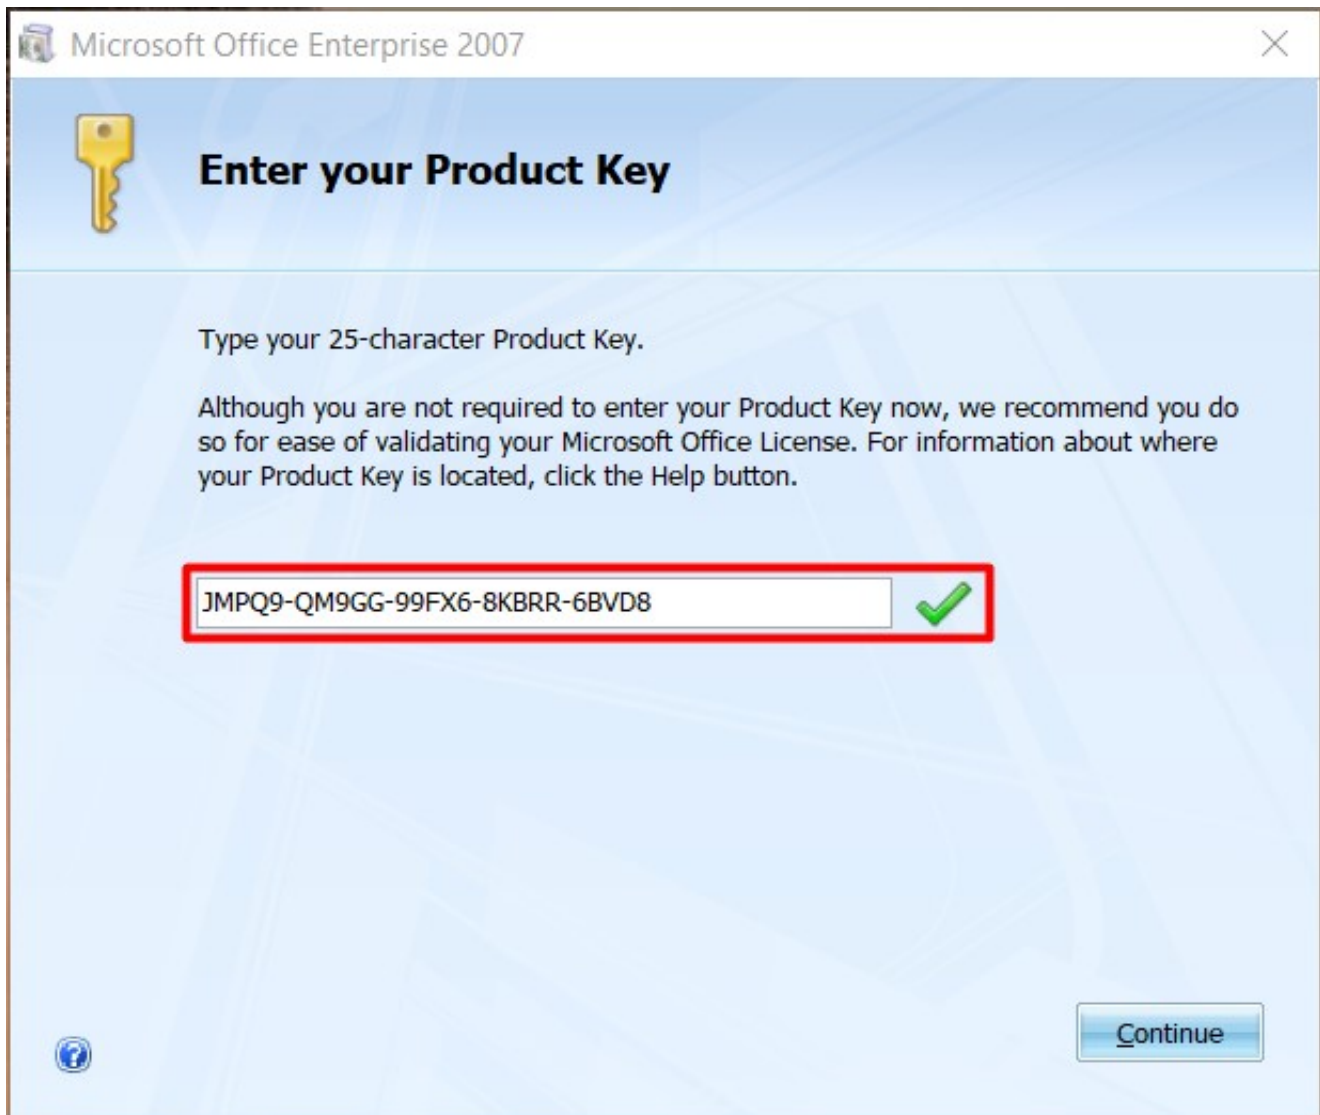 Microsoft Office Enterprise 2007
Enter your Product Key
Type your 25-character Product Key.
Although you are not required to enter your Product Key now, we recommend you do
so for ease of validating your Microsoft Office License. For information about where
your Product Key is located, click the Help button.
JMPQ9-QM9GG-99FX6-8KBRR-6BVD8
Continue